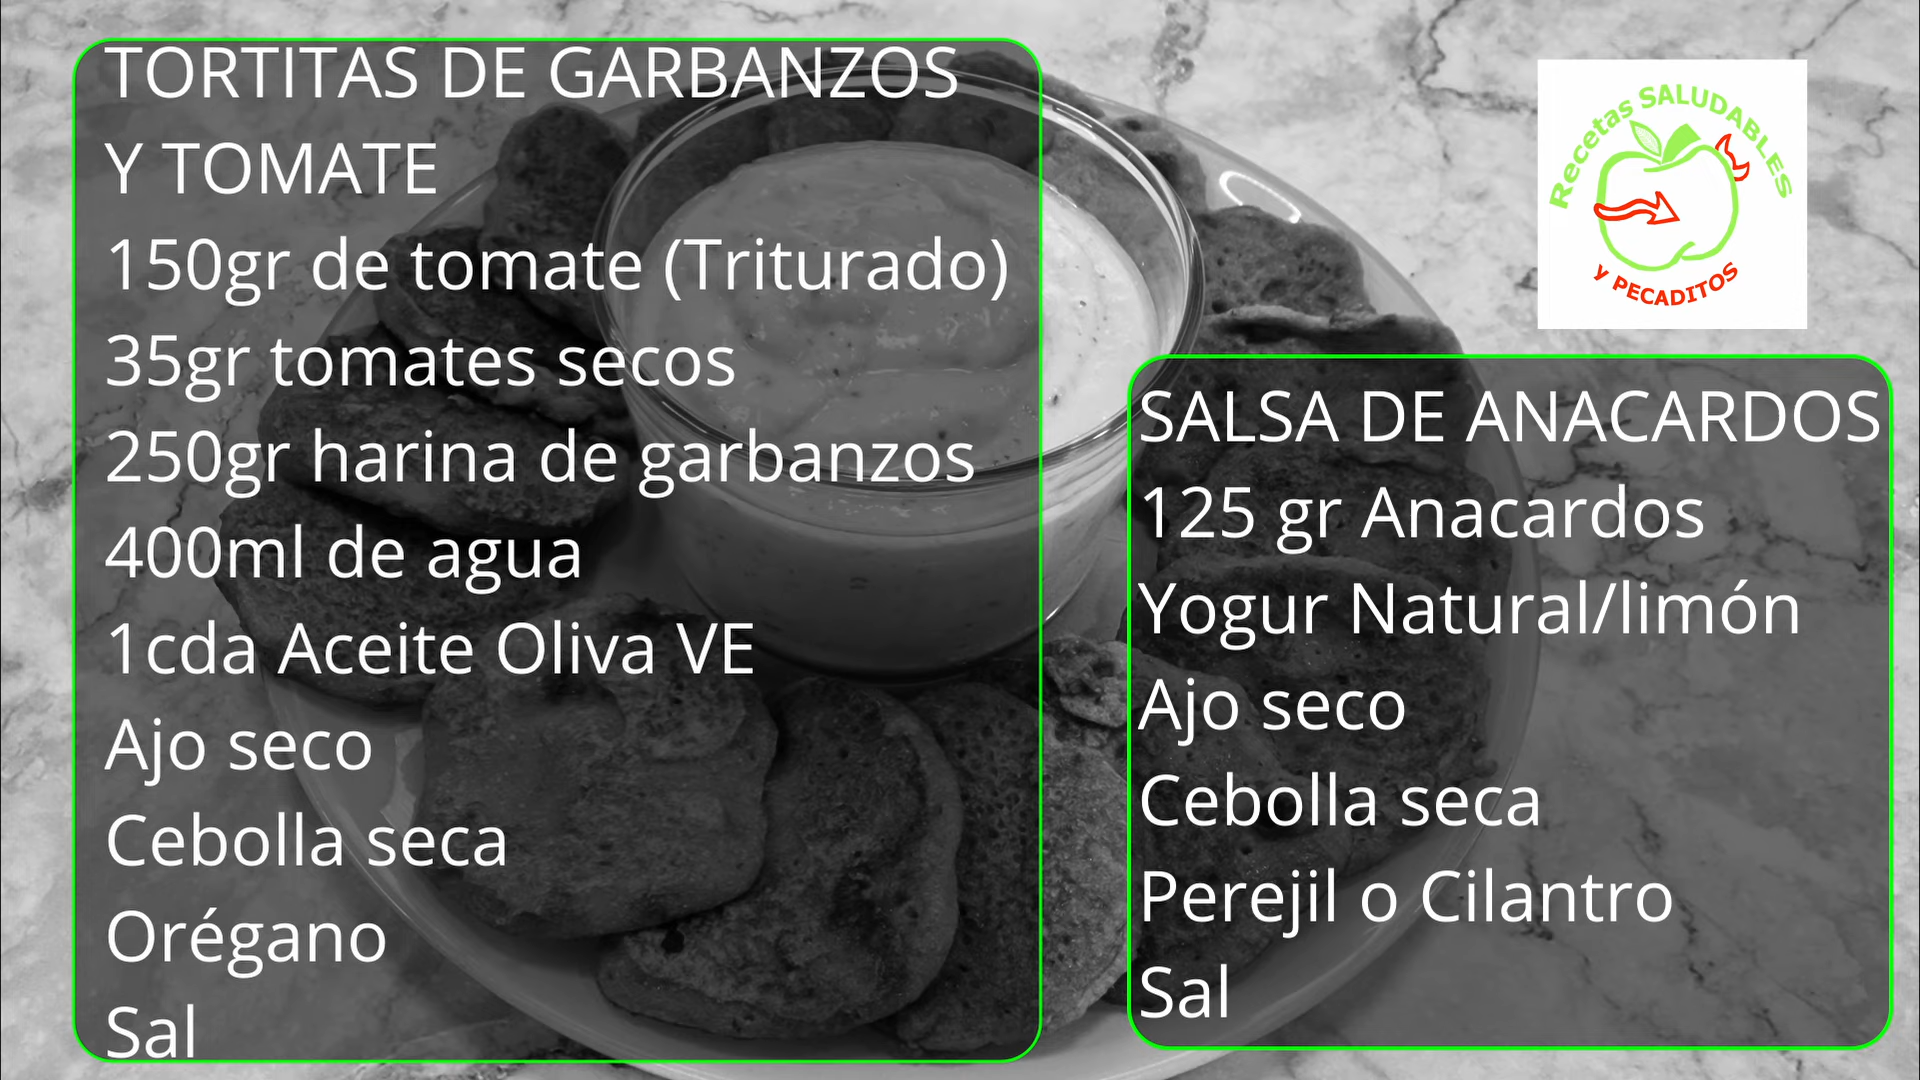 TORTITAS DE GARBANZOS
Y TOMATE
150gr de tomate (Triturado)
35gr tomates secos
250gr harina de garbanzos
400ml de agua
1cda Aceite Oliva VE
Ajo seco
Cebolla seca
Orégano
Sal
Recetas SALUDABLES
y PECADITOS
SALSA DE ANACARDOS
125 gr Anacardos
Yogur Natural/limón
Ajo seco
Cebolla seca
Perejil o Cilantro
Sal